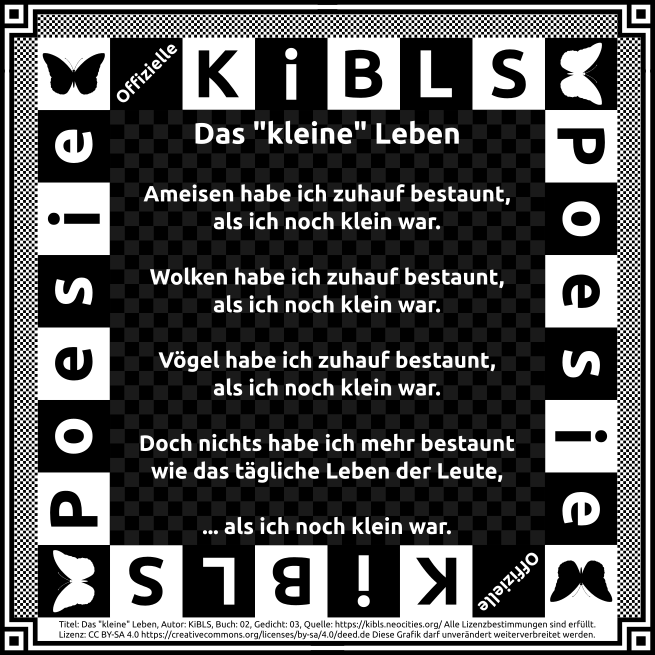 Offizielle
KiBLS
Poesie
Das "kleine" Leben
Ameisen habe ich zuhauf bestaunt,
als ich noch klein war.
Wolken habe ich zuhauf bestaunt,
als ich noch klein war.
Vögel habe ich zuhauf bestaunt,
als ich noch klein war.
Doch nichts habe ich mehr bestaunt
wie das tägliche Leben der Leute,
... als ich noch klein war.
Offizielle
KiBLS
Poesie
Titel: Das "kleine" Leben, Autor: KiBLS, Buch: 02, Gedicht: 03, Quelle: https://kibls.neocities.org/ Alle Lizenzbestimmungen sind erfüllt.
Lizenz: CC BY-SA 4.0 https://creativecommons.org/licenses/by-sa/4.0/deed.de Diese Grafik darf unverändert weiterverbreitet werden.